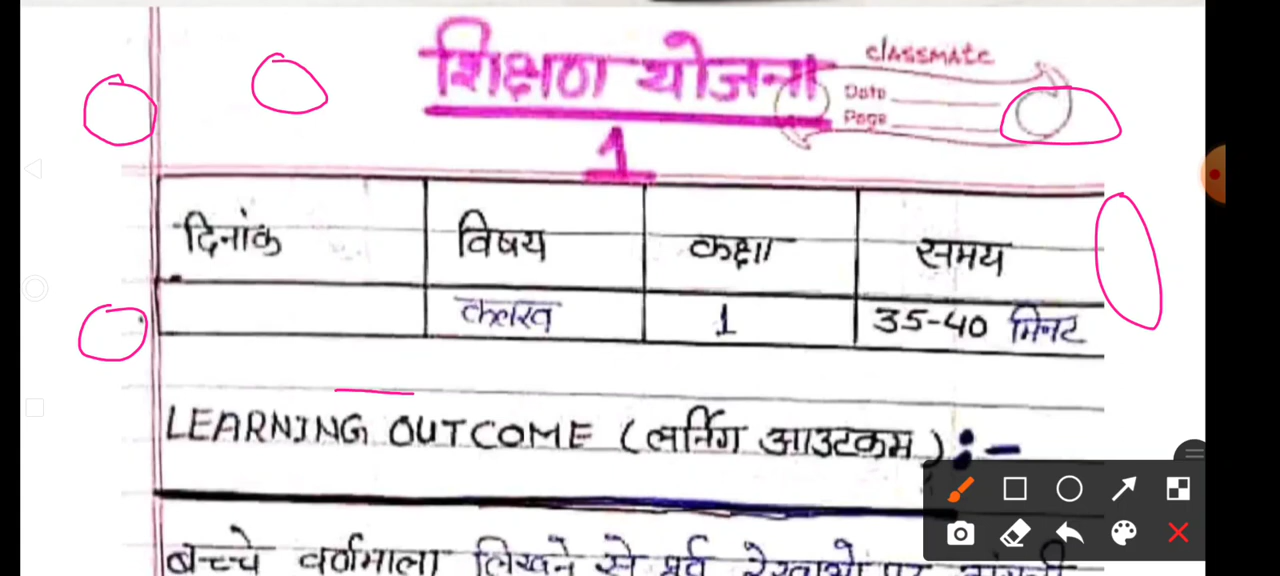 शिक्षण योजना
classmate
Date
Page
1
दिनांक विषय कक्षा समय
कलरव 1 35-40 मिनट
LEARNING OUTCOME (लर्निंग आउटकम) :-
बच्चे वर्णमाला लिखने से पूर्व रेखाओं पर